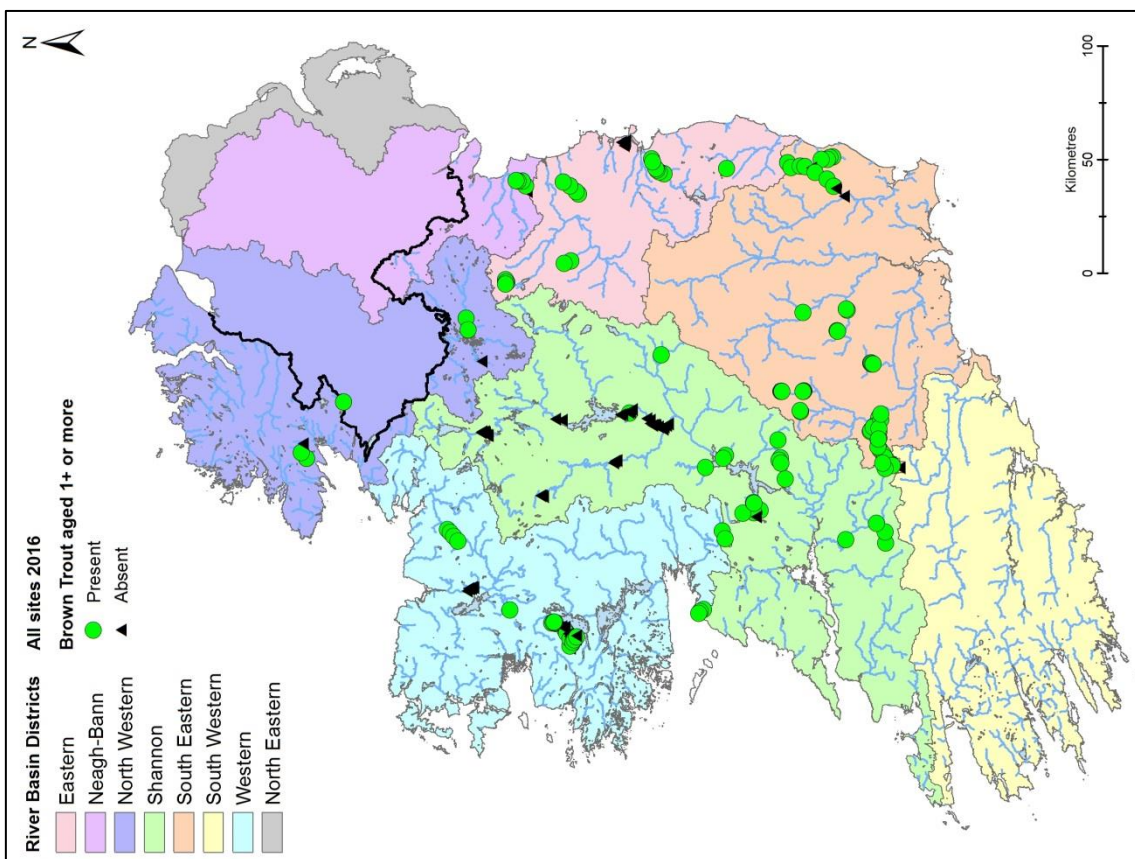 N
River Basin Districts
Eastern
Neagh-Bann
North Western
Shannon
South Eastern
South Western
Western
North Eastern
All sites 2016
Brown Trout aged 1+ or more
Present
Absent
0 50 100
Kilometres